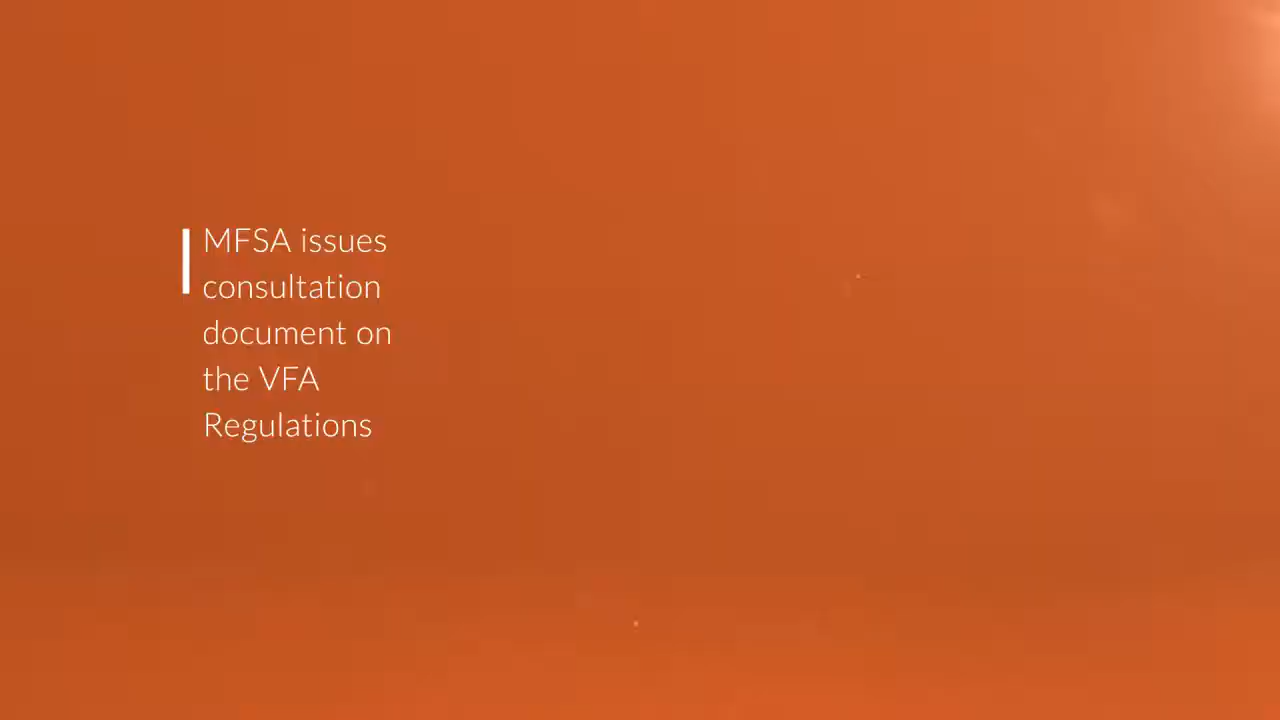 MFSA issues
consultation
document on
the VFA
Regulations